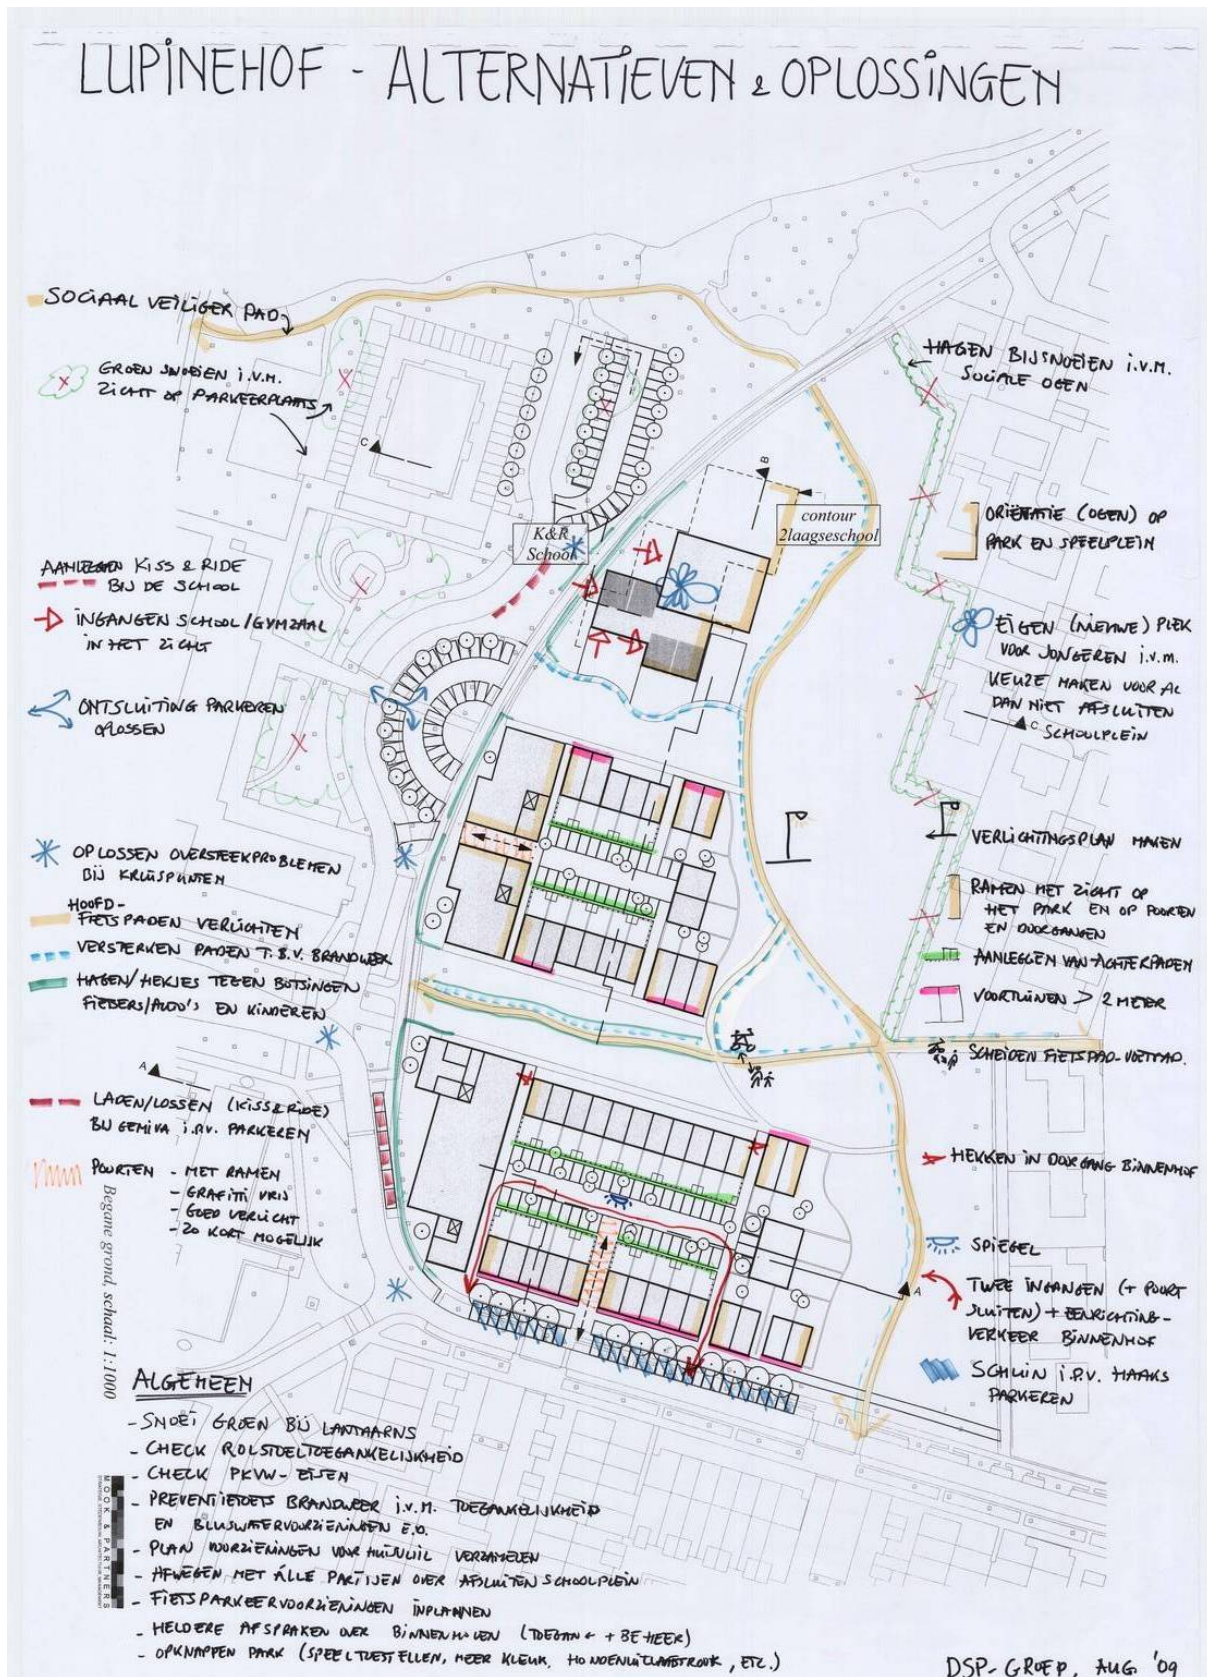 LUPINEHOF - ALTERNATIEVEN & OPLOSSINGEN
SOCIAAL VEILIGER PAD
GROEN SNOEIEN i.v.m.
ZICHT OP PARKEERPLAATS
AANLEGGEN KISS & RIDE
BIJ DE SCHOOL
INGANGEN SCHOOL/GYMZAAL
IN HET ZICHT
ONTSLUITING PARKEREN
OPLOSSEN
OPLOSSEN OVERSTEEKPROBLEMEN
BIJ KRUISPUNTEN
HOOFD-
FIETSPADEN VERLICHTEN
VERSTERKEN PADEN T.B.V. BRANDWEER
HAGEN/HEKJES TEGEN BOTSINGEN
FIETSERS/AUTO'S EN KINDEREN
LADEN/LOSSEN (KISS & RIDE)
BIJ GEMIVA i.p.v. PARKEREN
POORTEN - MET RAMEN
- GRAFITTI VRIJ
- GOED VERLICHT
- ZO KORT MOGELIJK
Begane grond, schaal: 1:1000
K&R
School
contour
2laagseschool
A
B
C
C
A
HAGEN BIJSNOEIEN i.v.m.
SOCIALE OGEN
ORIËNTATIE (OGEN) OP
PARK EN SPEELPLEIN
EIGEN (NIEUWE) PLEK
VOOR JONGEREN i.v.m.
KEUZE MAKEN VOOR AL
DAN NIET AFSLUITEN
SCHOOLPLEIN
VERLICHTINGSPLAN MAKEN
RAMEN MET ZICHT OP
HET PARK EN OP POORTEN
EN DOORGANGEN
AANLEGGEN VAN ACHTERPADEN
VOORTUINEN > 2 METER
SCHEIDEN FIETSPAD-VOETPAD.
HEKKEN IN DOORGANG BINNENHOF
SPIEGEL
TWEE INGANGEN (+ POORT
SLUITEN) + EENRICHTING-
VERKEER BINNENHOF
SCHUIN i.p.v. HAAKS
PARKEREN
ALGEMEEN
- SNOEI GROEN BIJ LANTAARNS
- CHECK ROLSTOELTOEGANKELIJKHEID
- CHECK PKVW-EISEN
- PREVENTIETOETS BRANDWEER i.v.m. TOEGANKELIJKHEID
EN BLUSWATERVOORZIENINGEN E.O.
- PLAN VOORZIENINGEN VOOR HUISVUIL VERZAMELEN
- AFWEGEN MET ÁLLE PARTIJEN OVER AFSLUITEN SCHOOLPLEIN
- FIETSPARKEERVOORZIENINGEN INPLANNEN
- HELDERE AFSPRAKEN OVER BINNENHOVEN (TOEGANG + BEHEER)
- OPKNAPPEN PARK (SPEELTOESTELLEN, MEER KLEUR, HONDENUITLAATSTROOK, ETC.)
MOOK & PARTNERS
DSP-GROEP, AUG '09